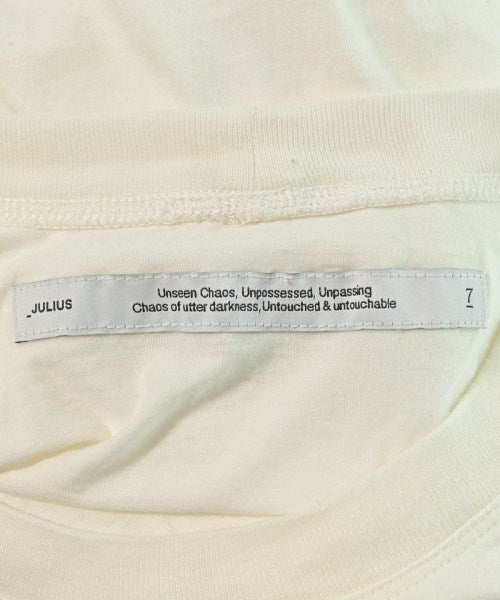 _JULIUS
Unseen Chaos, Unpossessed, Unpassing
Chaos of utter darkness, Untouched & untouchable
7